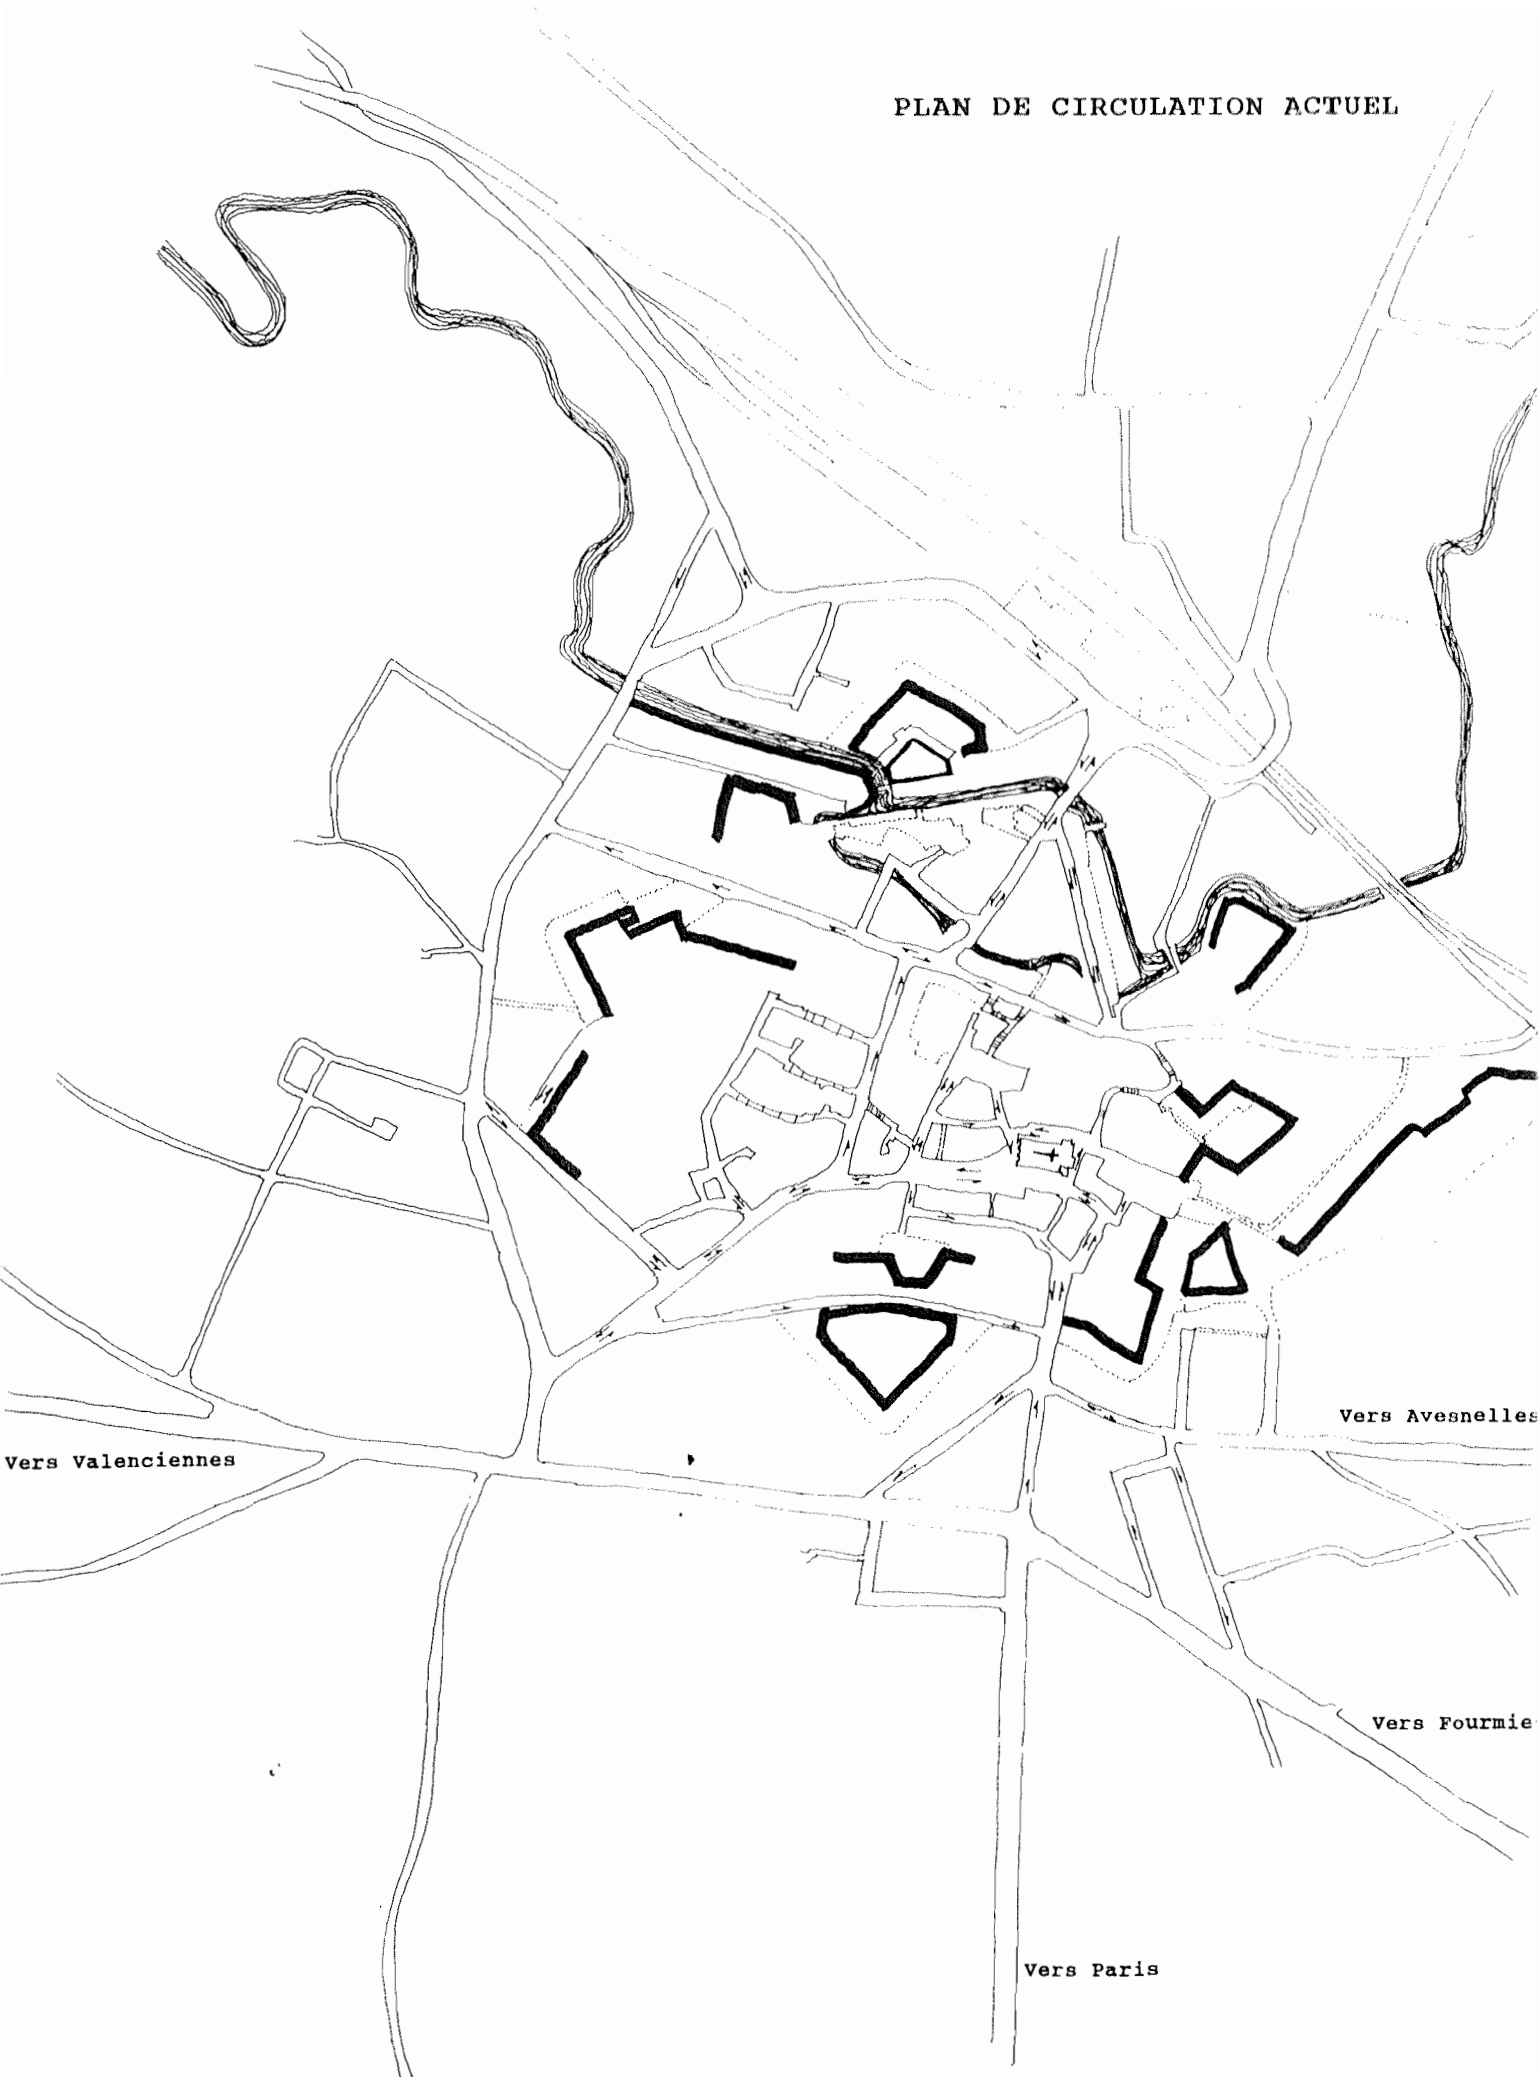 PLAN DE CIRCULATION ACTUEL
Vers Avesnelles
Vers Valenciennes
Vers Fourmie
Vers Paris